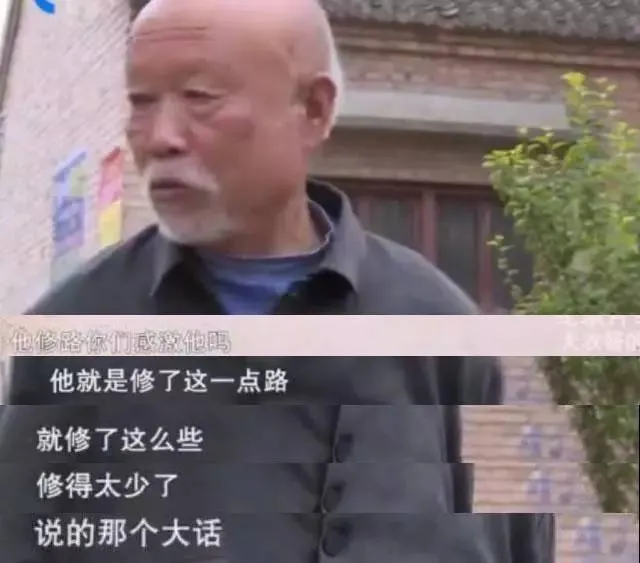 他修路你们感激他吗
他就是修了这一点路
就修了这么些
修得太少了
说的那个大话